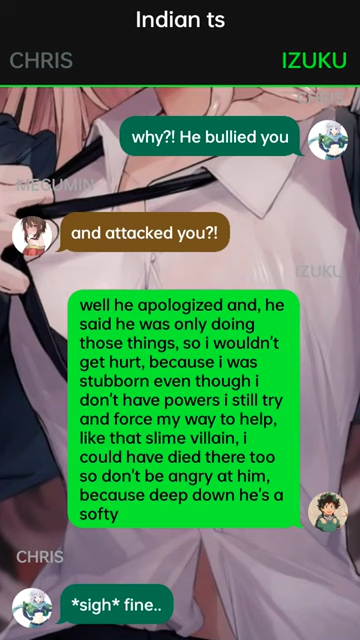 Indian ts
CHRIS
IZUKU
CHRIS
why?! He bullied you
MEGUMIN
and attacked you?!
IZUKU
well he apologized and, he
said he was only doing
those things, so i wouldn't
get hurt, because i was
stubborn even though i
don't have powers i still try
and force my way to help,
like that slime villain, i
could have died there too
so don't be angry at him,
because deep down he's a
softy
CHRIS
*sigh* fine..